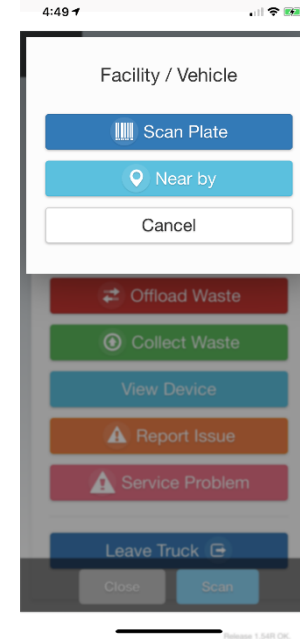 4:49
Facility / Vehicle
Scan Plate
Near by
Cancel
Offload Waste
Collect Waste
View Device
Report Issue
Service Problem
Leave Truck
Close
Scan